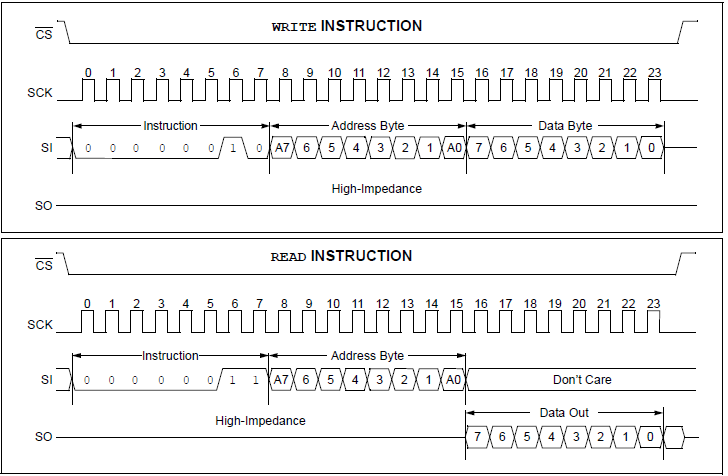 WRITE INSTRUCTION
CS
0 1 2 3 4 5 6 7 8 9 10 11 12 13 14 15 16 17 18 19 20 21 22 23
SCK
Instruction Address Byte Data Byte
SI 0 0 0 0 0 0 1 0 A7 6 5 4 3 2 1 A0 7 6 5 4 3 2 1 0
High-Impedance
SO
READ INSTRUCTION
CS
0 1 2 3 4 5 6 7 8 9 10 11 12 13 14 15 16 17 18 19 20 21 22 23
SCK
Instruction Address Byte
SI 0 0 0 0 0 0 1 1 A7 6 5 4 3 2 1 A0 Don't Care
High-Impedance Data Out
SO 7 6 5 4 3 2 1 0